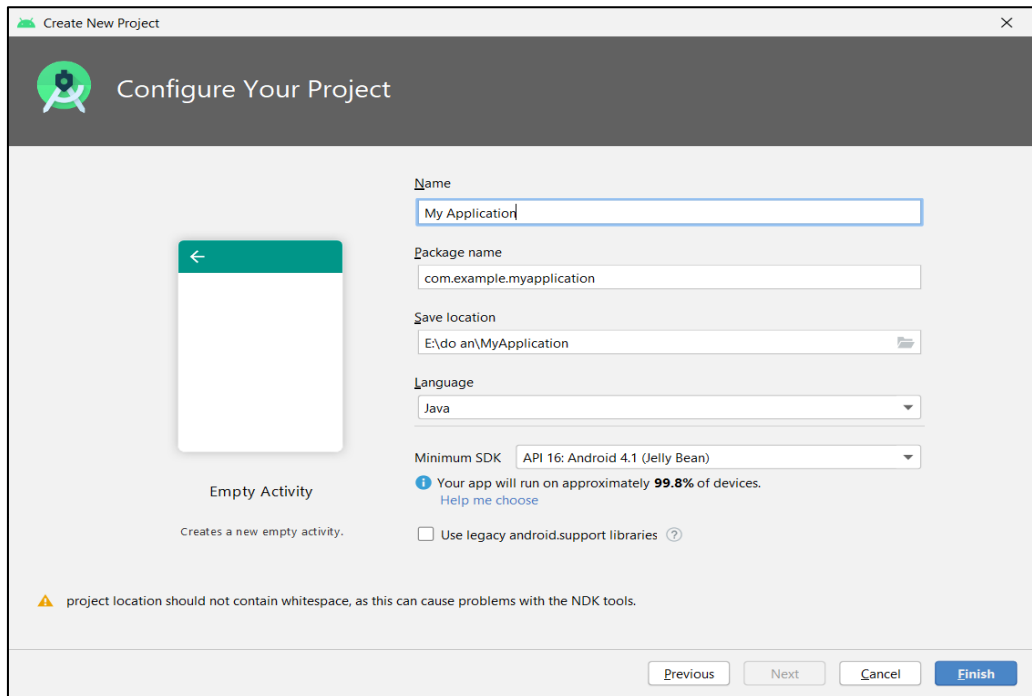 Create New Project
Configure Your Project
Name
My Application
Package name
com.example.myapplication
Save location
E:\do an\MyApplication
Language
Java
Minimum SDK API 16: Android 4.1 (Jelly Bean)
Your app will run on approximately 99.8% of devices.
Help me choose
Use legacy android.support libraries ?
Empty Activity
Creates a new empty activity.
project location should not contain whitespace, as this can cause problems with the NDK tools.
Previous Next Cancel Finish